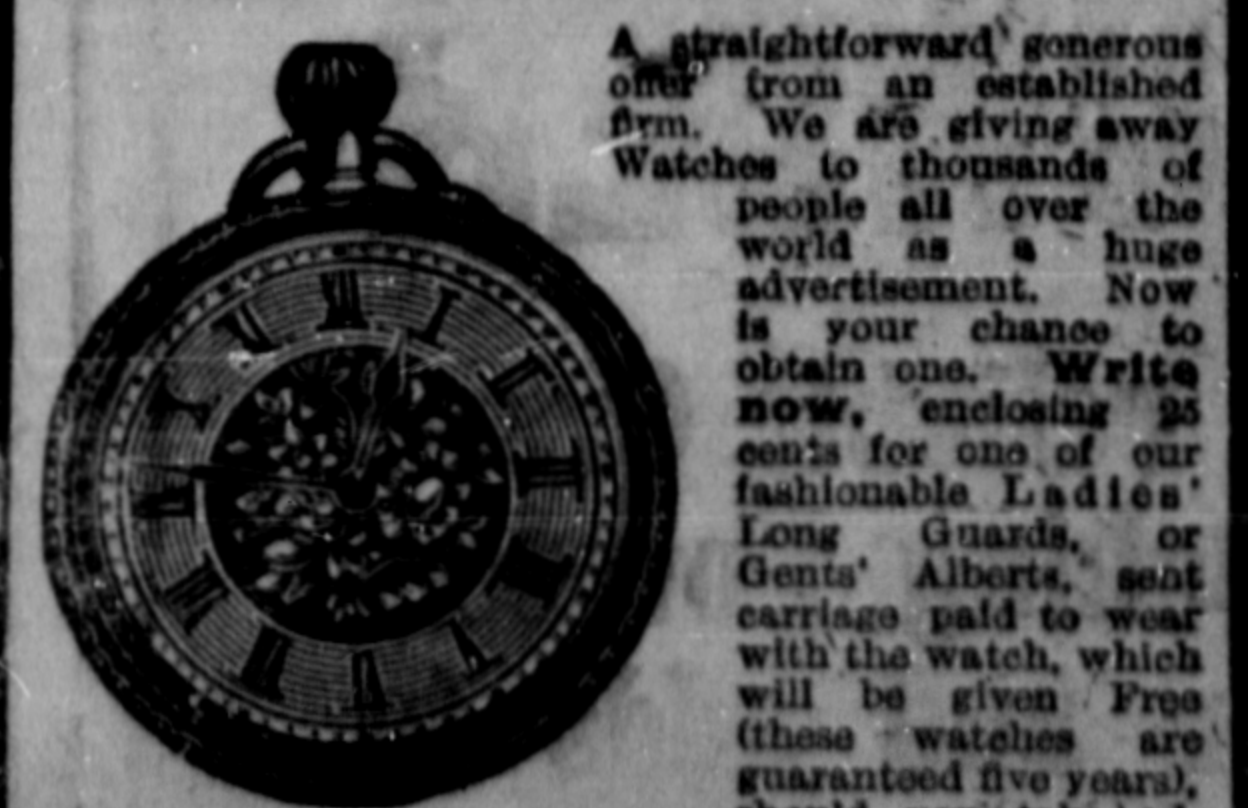 A straightforward generous
offer from an established
firm. We are giving away
Watches to thousands of
people all over the
world as a huge
advertisement. Now
is your chance to
obtain one. Write
now, enclosing 25
cents for one of our
fashionable Ladies'
Long Guards, or
Gents' Alberts, sent
carriage paid to wear
with the watch, which
will be given Free
(these watches are
guaranteed five years),